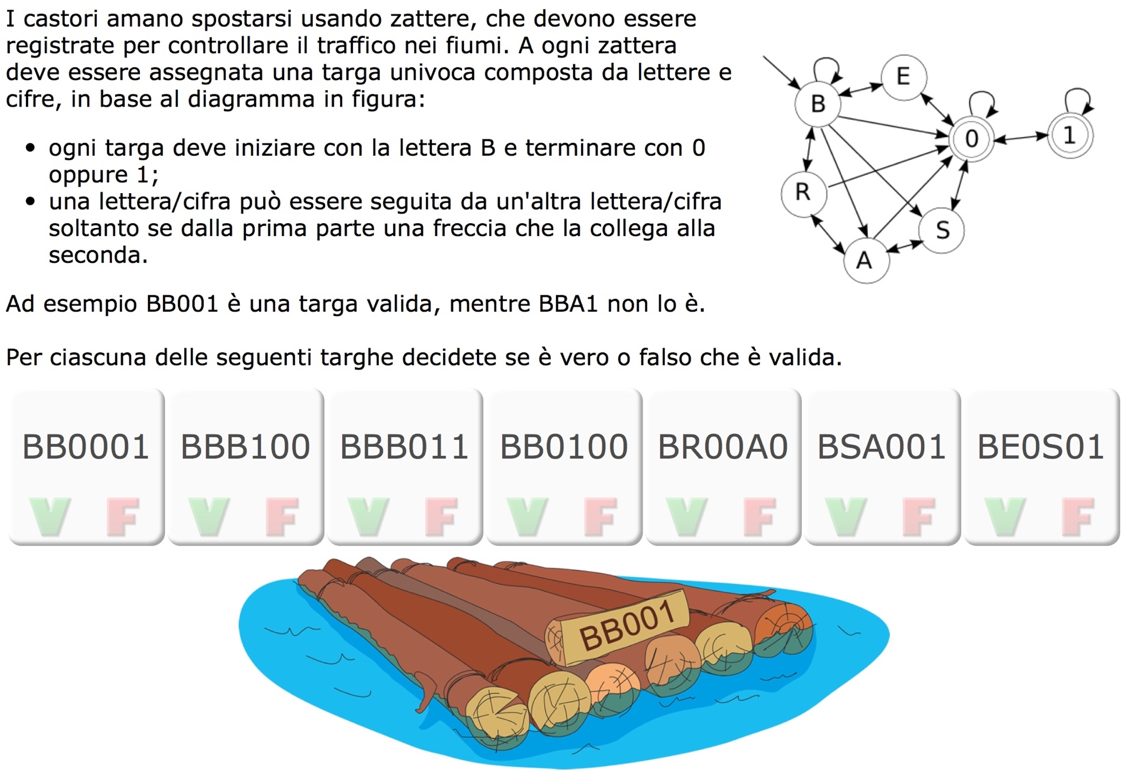 I castori amano spostarsi usando zattere, che devono essere
registrate per controllare il traffico nei fiumi. A ogni zattera
deve essere assegnata una targa univoca composta da lettere e
cifre, in base al diagramma in figura:
• ogni targa deve iniziare con la lettera B e terminare con 0
oppure 1;
• una lettera/cifra può essere seguita da un'altra lettera/cifra
soltanto se dalla prima parte una freccia che la collega alla
seconda.
Ad esempio BB001 è una targa valida, mentre BBA1 non lo è.
Per ciascuna delle seguenti targhe decidete se è vero o falso che è valida.
B
E
0
1
R
S
A
BB0001 BBB100 BBB011 BB0100 BR00A0 BSA001 BE0S01
V F V F V F V F V F V F V F
BB001